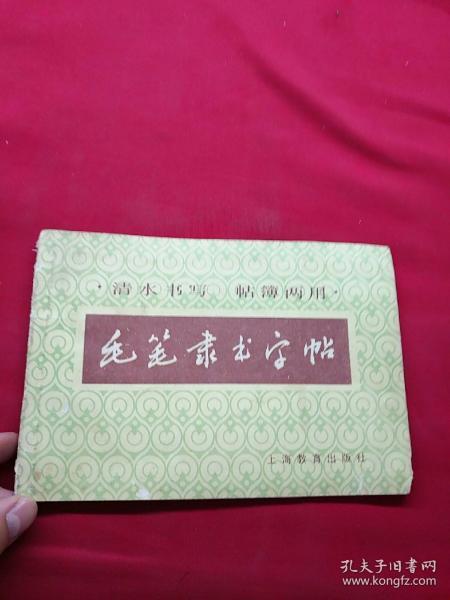 ·清水书写 帖簿两用·
毛笔隶书字帖
上海教育出版社
孔夫子旧书网
www.kongfz.com